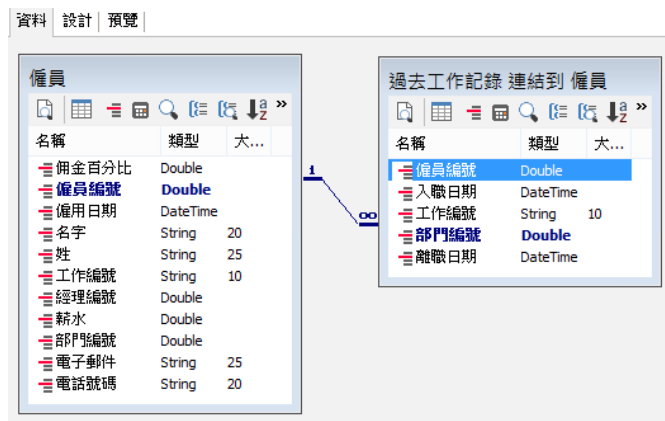 資料 設計 預覽
僱員
名稱 類型 大...
佣金百分比 Double
僱員編號 Double
僱用日期 DateTime
名字 String 20
姓 String 25
工作編號 String 10
經理編號 Double
薪水 Double
部門編號 Double
電子郵件 String 25
電話號碼 String 20
1
∞
過去工作記錄 連結到 僱員
名稱 類型 大...
僱員編號 Double
入職日期 DateTime
工作編號 String 10
部門編號 Double
離職日期 DateTime